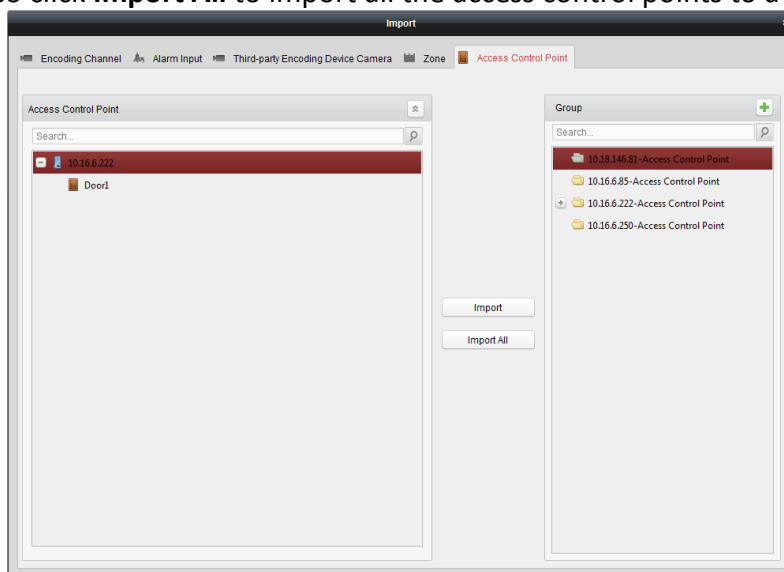 click Import All to import all the access control points to a
Import
Encoding Channel Alarm Input Third-party Encoding Device Camera Zone Access Control Point
Access Control Point
Search...
10.16.6.222
Door1
Import
Import All
Group
Search...
10.18.146.81-Access Control Point
10.16.6.85-Access Control Point
10.16.6.222-Access Control Point
10.16.6.250-Access Control Point